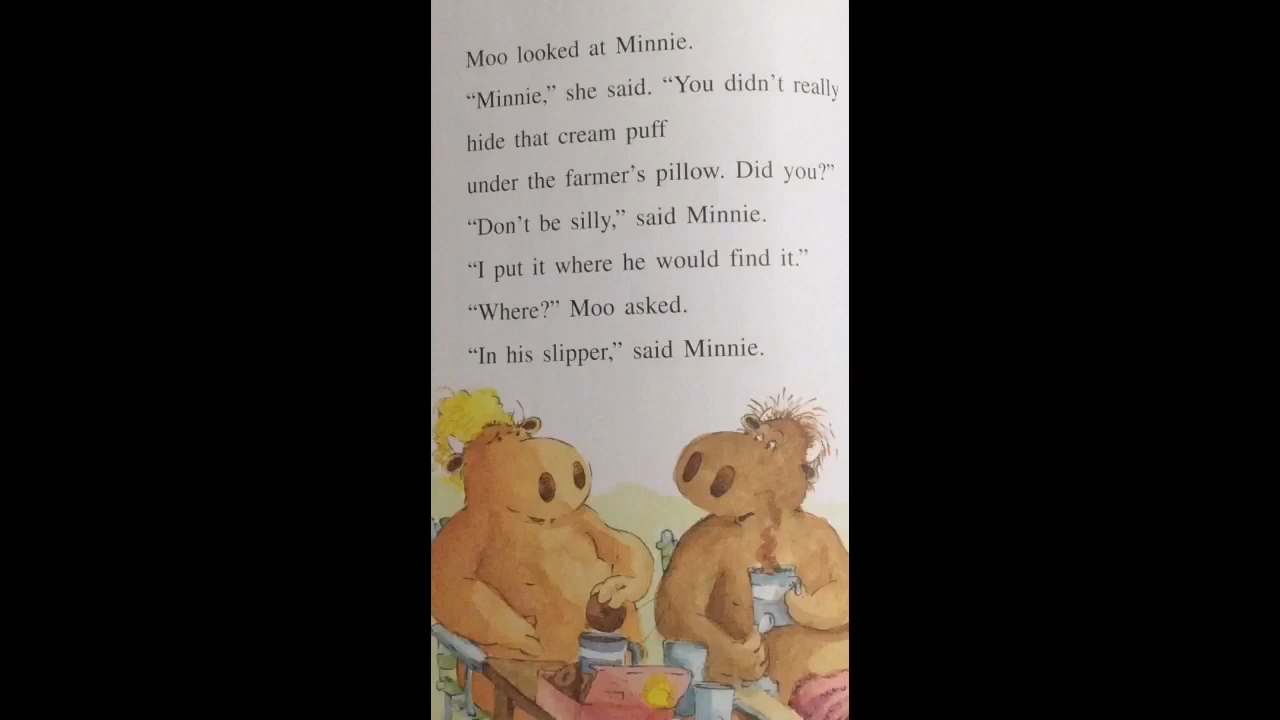 Moo looked at Minnie.
“Minnie,” she said. “You didn’t really
hide that cream puff
under the farmer’s pillow. Did you?”
“Don’t be silly,” said Minnie.
“I put it where he would find it.”
“Where?” Moo asked.
“In his slipper,” said Minnie.